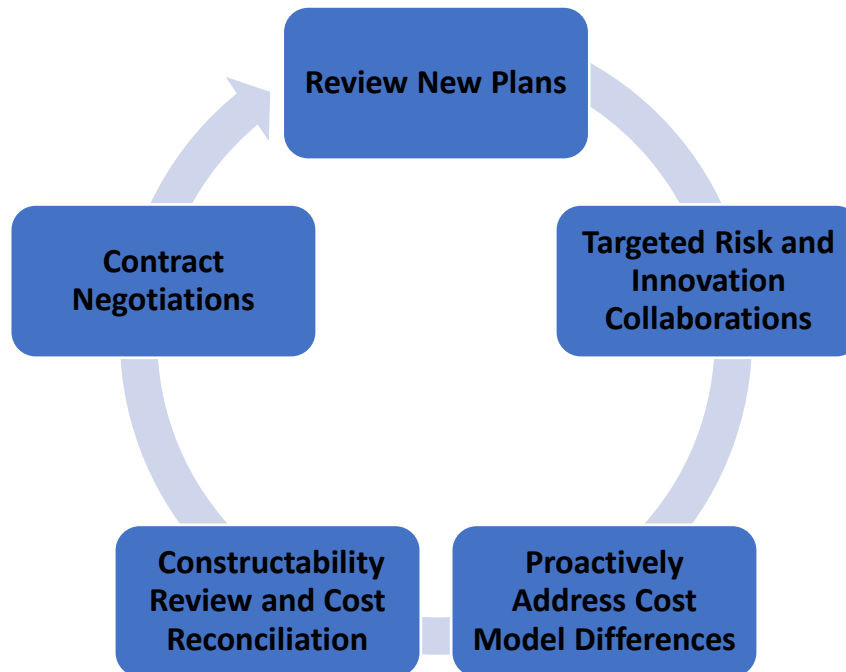 Review New Plans
Targeted Risk and
Innovation
Collaborations
Proactively
Address Cost
Model Differences
Constructability
Review and Cost
Reconciliation
Contract
Negotiations